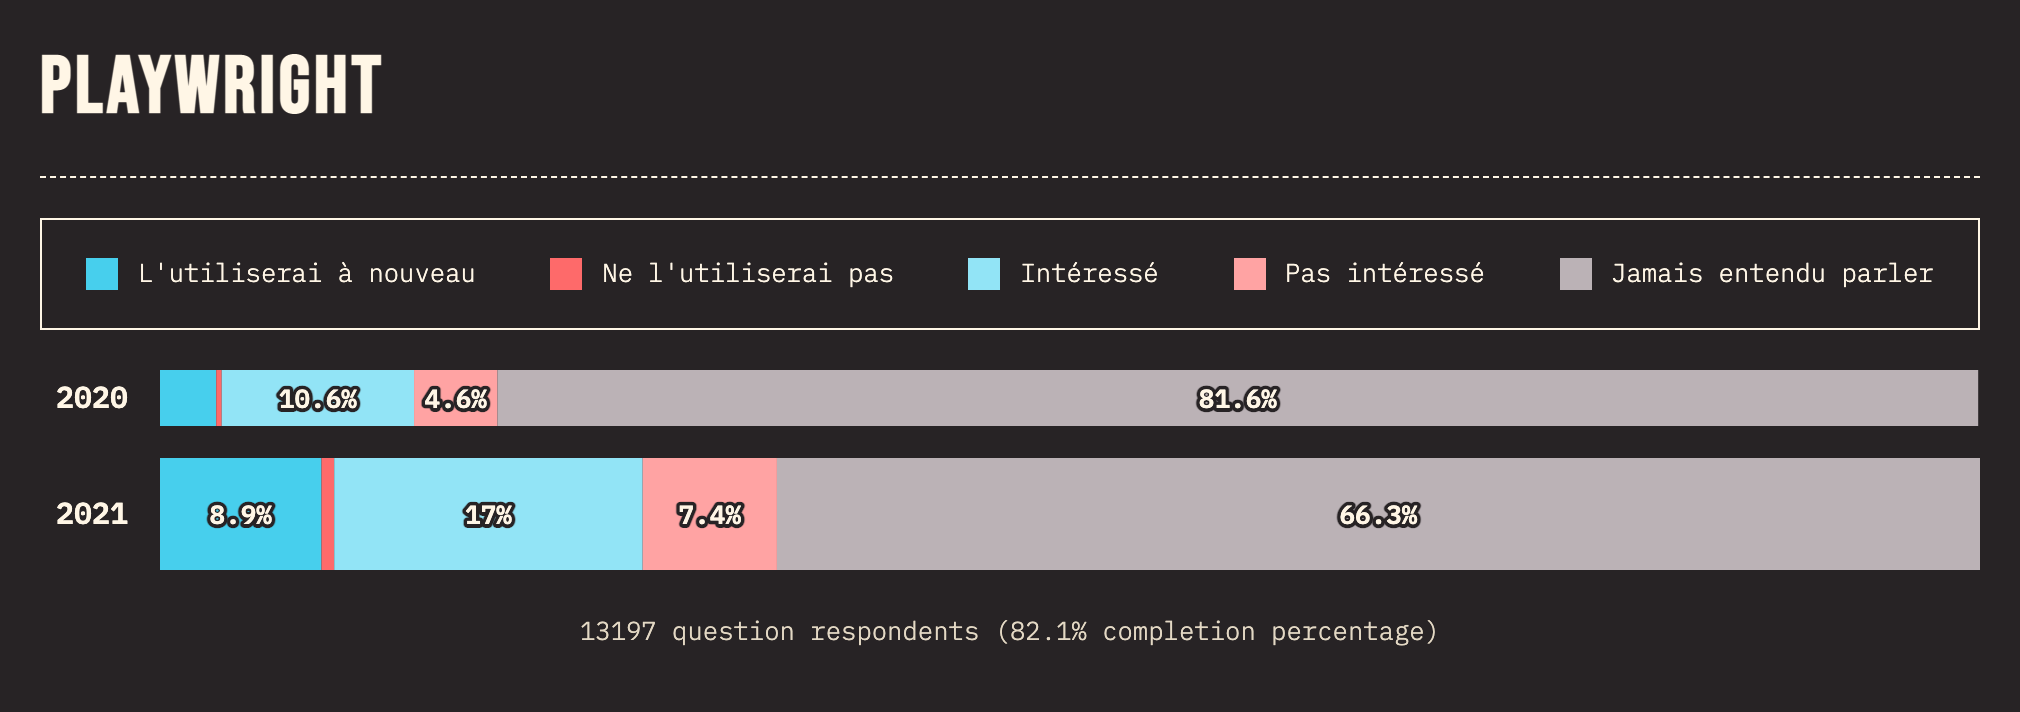 PLAYWRIGHT
L'utiliserai à nouveau Ne l'utiliserai pas Intéressé Pas intéressé Jamais entendu parler
2020 10.6% 4.6% 81.6%
2021 8.9% 17% 7.4% 66.3%
13197 question respondents (82.1% completion percentage)